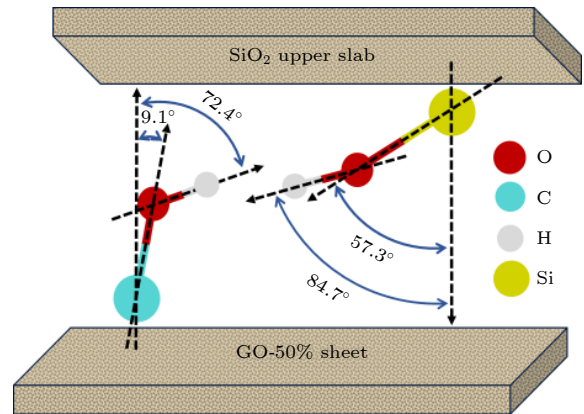 SiO₂ upper slab
72.4°
9.1°
O
C
57.3°
H
84.7°
Si
GO-50% sheet